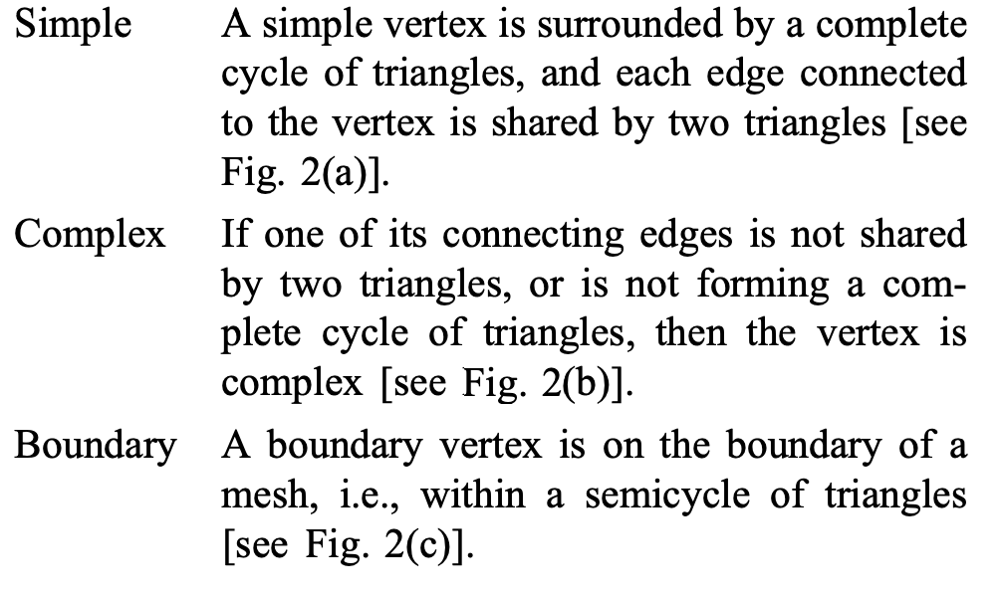 Simple A simple vertex is surrounded by a complete
cycle of triangles, and each edge connected
to the vertex is shared by two triangles [see
Fig. 2(a)].
Complex If one of its connecting edges is not shared
by two triangles, or is not forming a com-
plete cycle of triangles, then the vertex is
complex [see Fig. 2(b)].
Boundary A boundary vertex is on the boundary of a
mesh, i.e., within a semicycle of triangles
[see Fig. 2(c)].